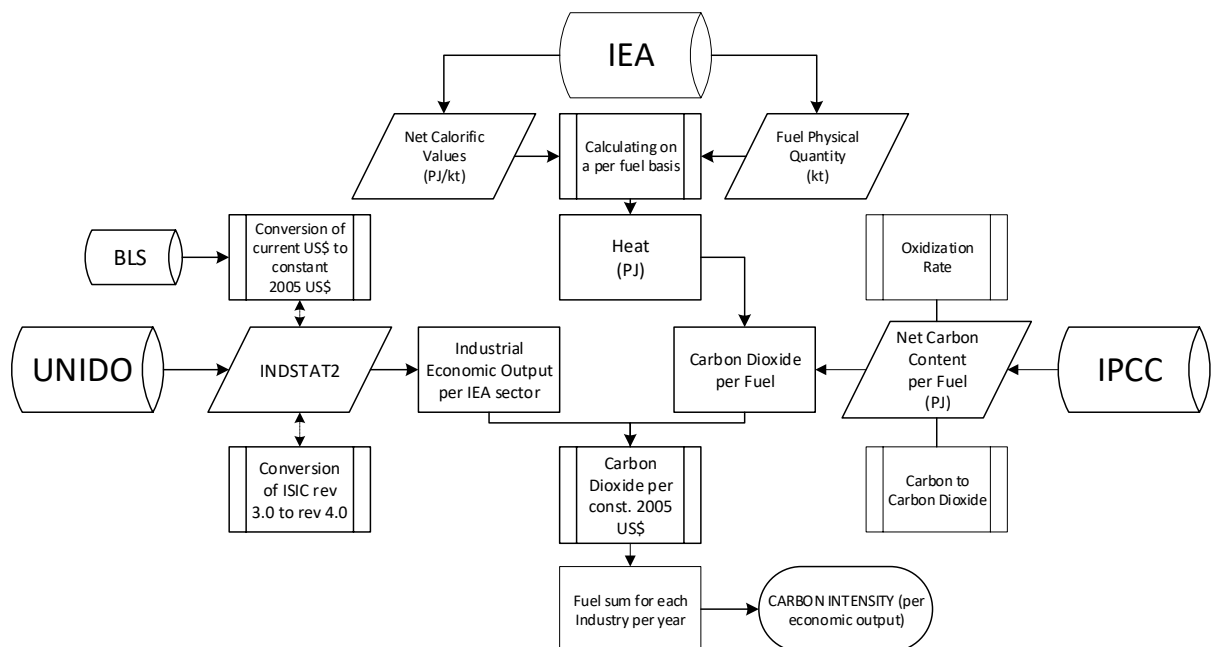 IEA
Net Calorific
Values
(PJ/kt)
Calculating on
a per fuel basis
Fuel Physical
Quantity
(kt)
BLS
Conversion of
current US$ to
constant
2005 US$
Heat
(PJ)
Oxidization
Rate
UNIDO
INDSTAT2
Industrial
Economic Output
per IEA sector
Carbon Dioxide
per Fuel
Net Carbon
Content
per Fuel
(PJ)
IPCC
Conversion
of ISIC rev
3.0 to rev 4.0
Carbon
Dioxide per
const. 2005
US$
Carbon to
Carbon Dioxide
Fuel sum for each
Industry per year
CARBON INTENSITY (per
economic output)